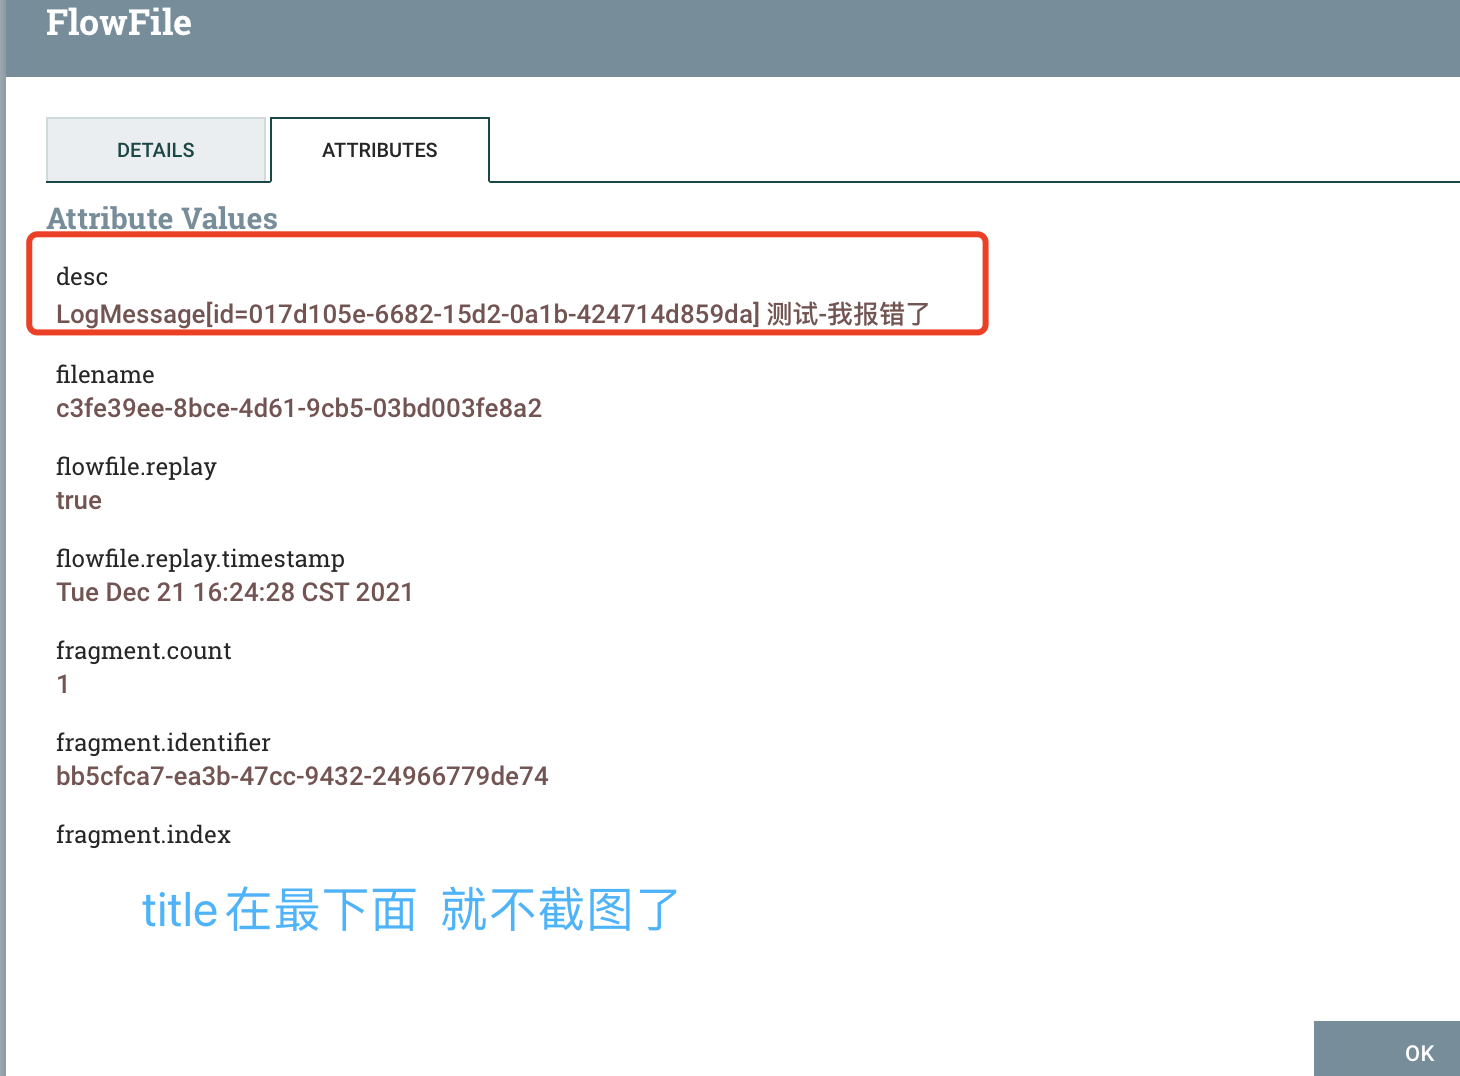 FlowFile
DETAILS
ATTRIBUTES
Attribute Values
desc
LogMessage[id=017d105e-6682-15d2-0a1b-424714d859da] 测试-我报错了
filename
c3fe39ee-8bce-4d61-9cb5-03bd003fe8a2
flowfile.replay
true
flowfile.replay.timestamp
Tue Dec 21 16:24:28 CST 2021
fragment.count
1
fragment.identifier
bb5cfca7-ea3b-47cc-9432-24966779de74
fragment.index
title在最下面 就不截图了
OK